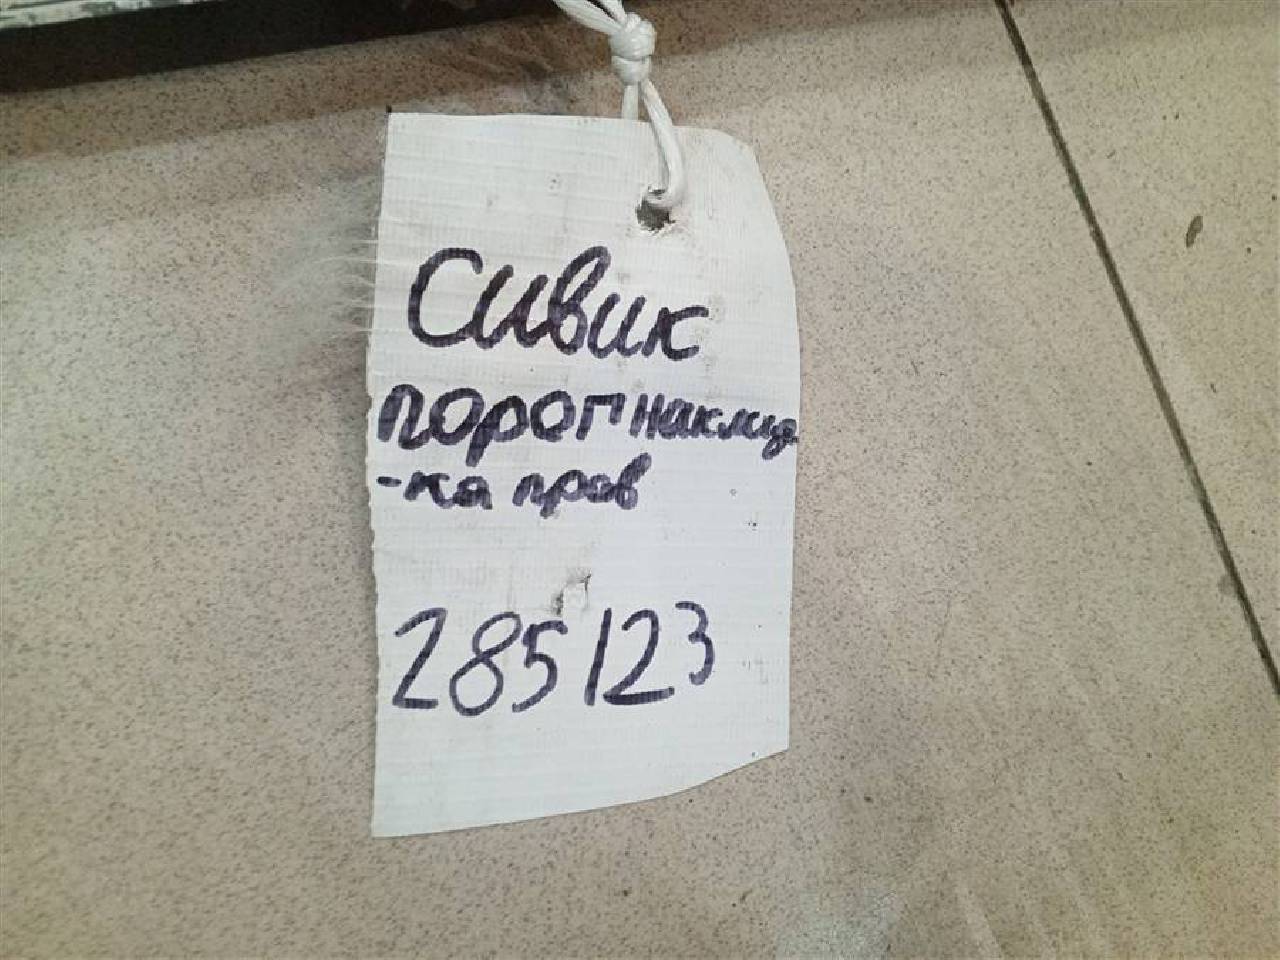 Сивик
порог наклад
-ка прав
285123